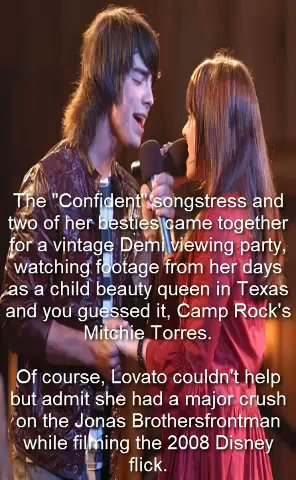 The "Confident" songstress and
two of her besties came together
for a vintage Demi viewing party,
watching footage from her days
as a child beauty queen in Texas
and you guessed it, Camp Rock's
Mitchie Torres.
Of course, Lovato couldn't help
but admit she had a major crush
on the Jonas Brothersfrontman
while filming the 2008 Disney
flick.